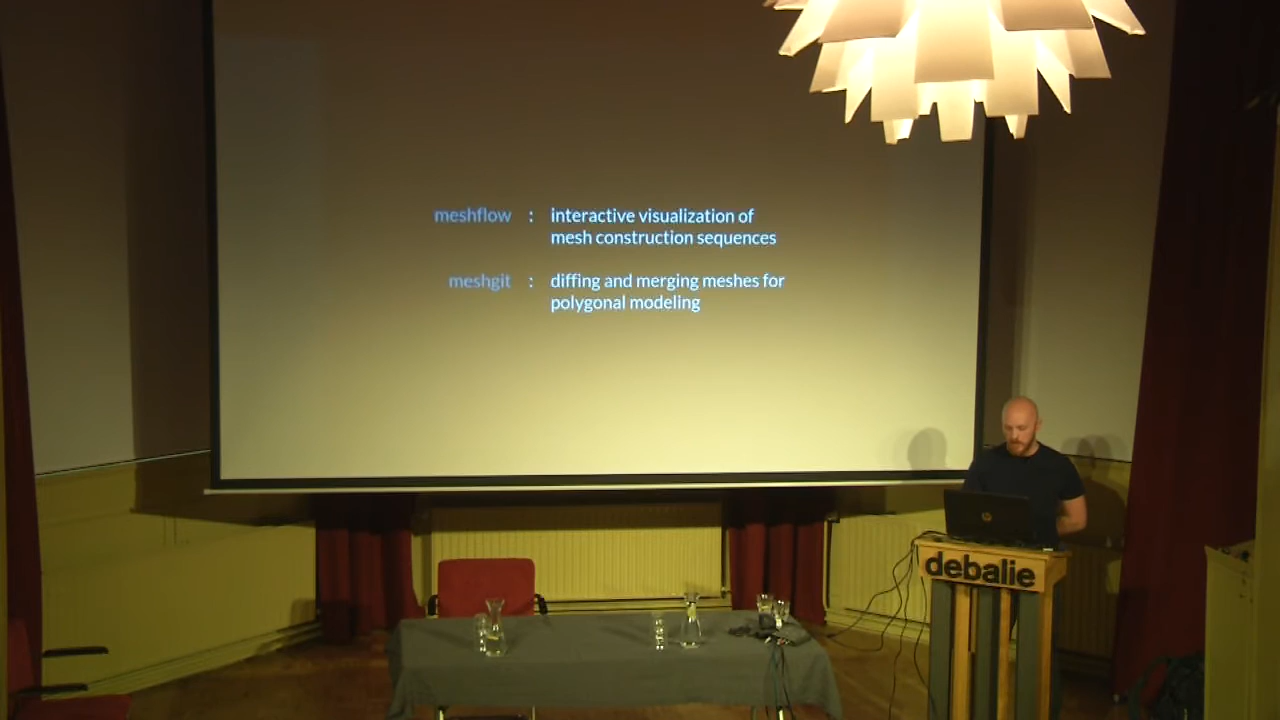 meshflow : interactive visualization of
mesh construction sequences
meshgit : diffing and merging meshes for
polygonal modeling
debalie